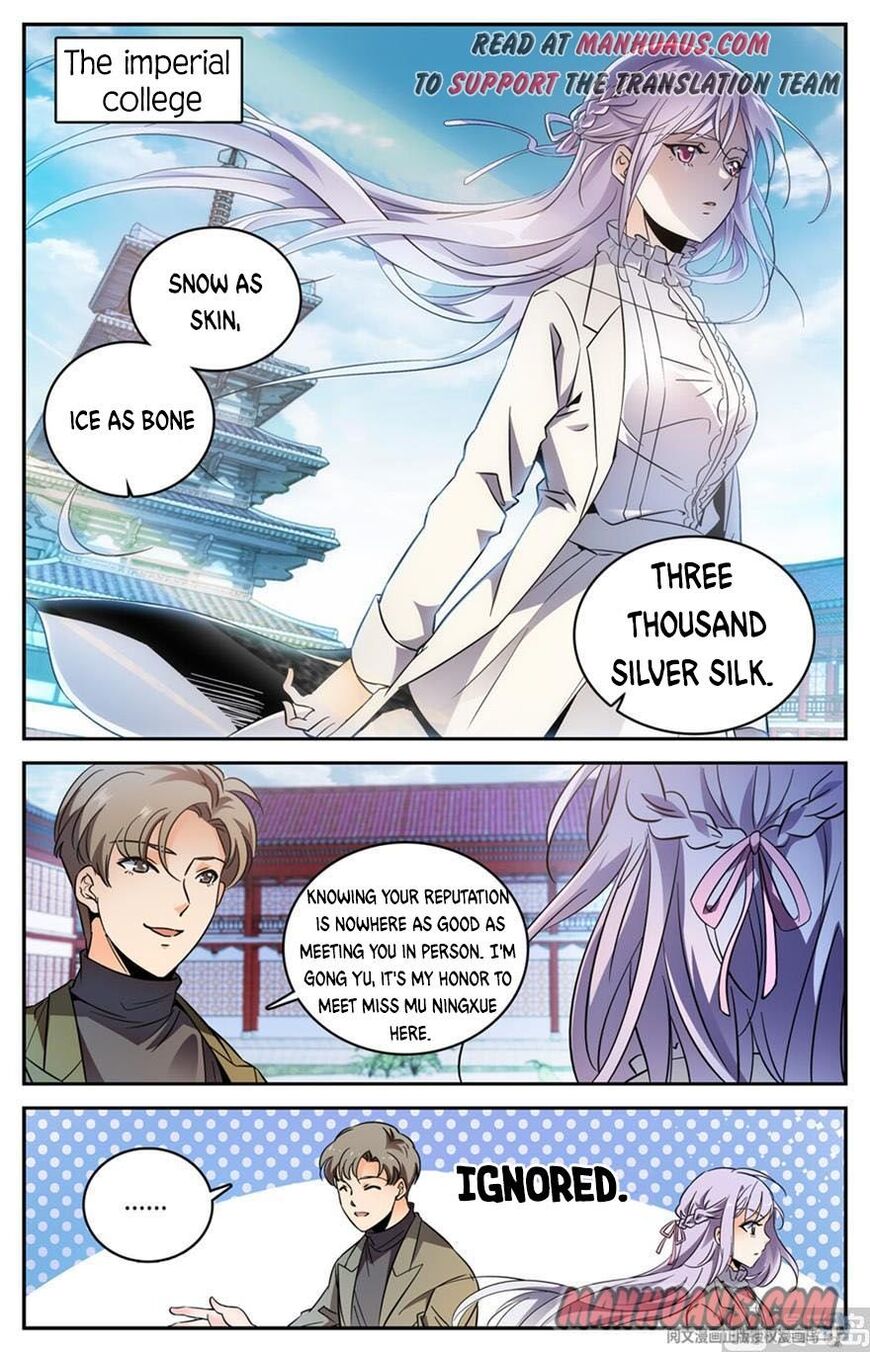 The imperial
college
READ AT MANHUAUS.COM
TO SUPPORT THE TRANSLATION TEAM
SNOW AS
SKIN,
ICE AS BONE
THREE
THOUSAND
SILVER SILK.
KNOWING YOUR REPUTATION
IS NOWHERE AS GOOD AS
MEETING YOU IN PERSON. I'M
GONG YU, IT'S MY HONOR TO
MEET MISS MU NINGXUE
HERE.
......
IGNORED.
MANHUAUS.COM